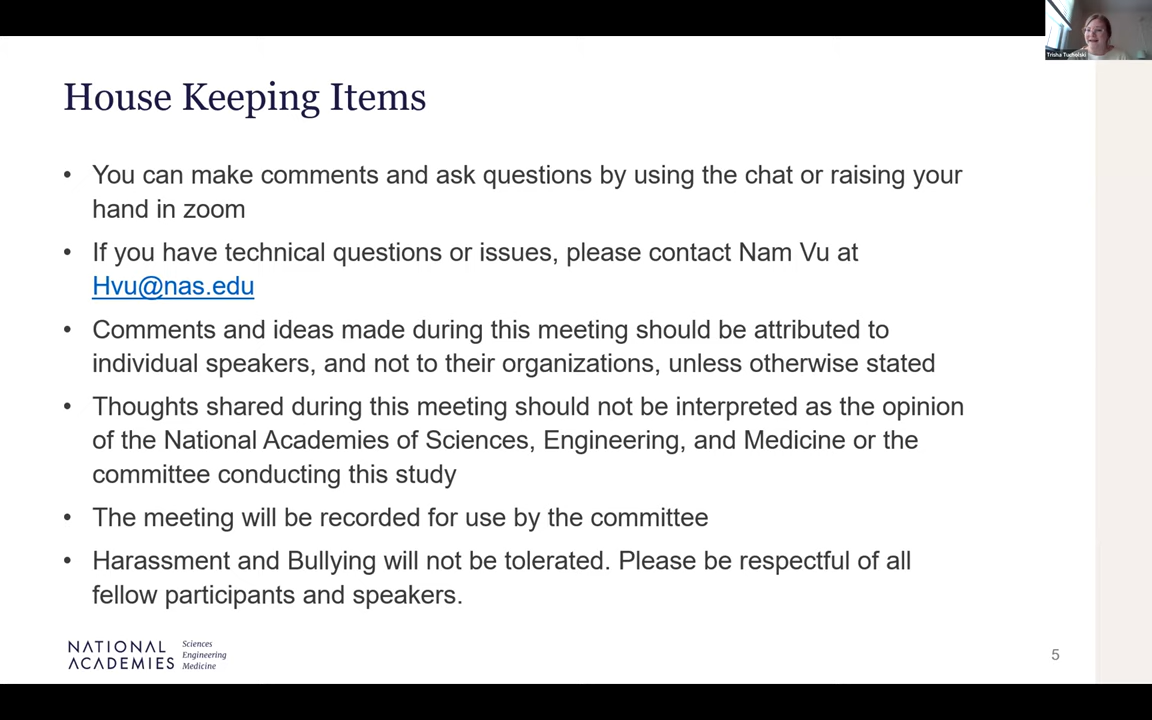 Trisha Tucholski
House Keeping Items
• You can make comments and ask questions by using the chat or raising your
hand in zoom
• If you have technical questions or issues, please contact Nam Vu at
Hvu@nas.edu
• Comments and ideas made during this meeting should be attributed to
individual speakers, and not to their organizations, unless otherwise stated
• Thoughts shared during this meeting should not be interpreted as the opinion
of the National Academies of Sciences, Engineering, and Medicine or the
committee conducting this study
• The meeting will be recorded for use by the committee
• Harassment and Bullying will not be tolerated. Please be respectful of all
fellow participants and speakers.
NATIONAL
ACADEMIES
Sciences
Engineering
Medicine
5